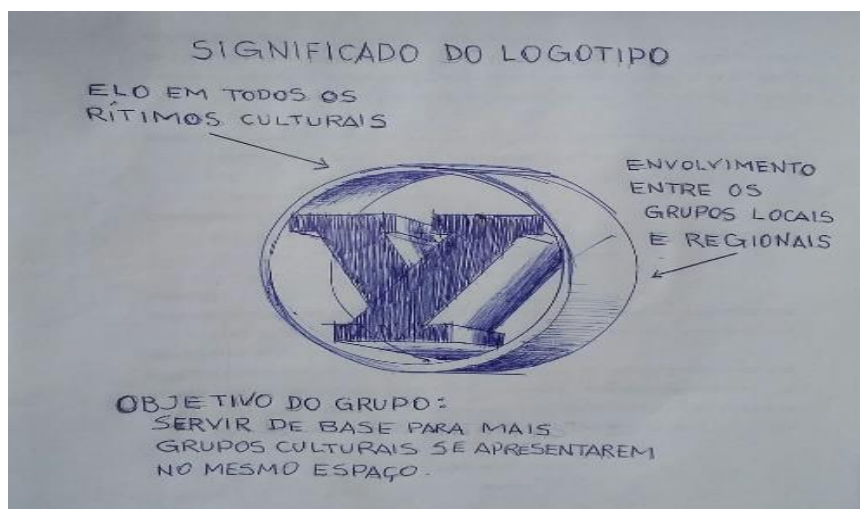 SIGNIFICADO DO LOGOTIPO
ELO EM TODOS OS
RÍTIMOS CULTURAIS
ENVOLVIMENTO
ENTRE OS
GRUPOS LOCAIS
E REGIONAIS
Y
OBJETIVO DO GRUPO:
SERVIR DE BASE PARA MAIS
GRUPOS CULTURAIS SE APRESENTAREM
NO MESMO ESPAÇO.